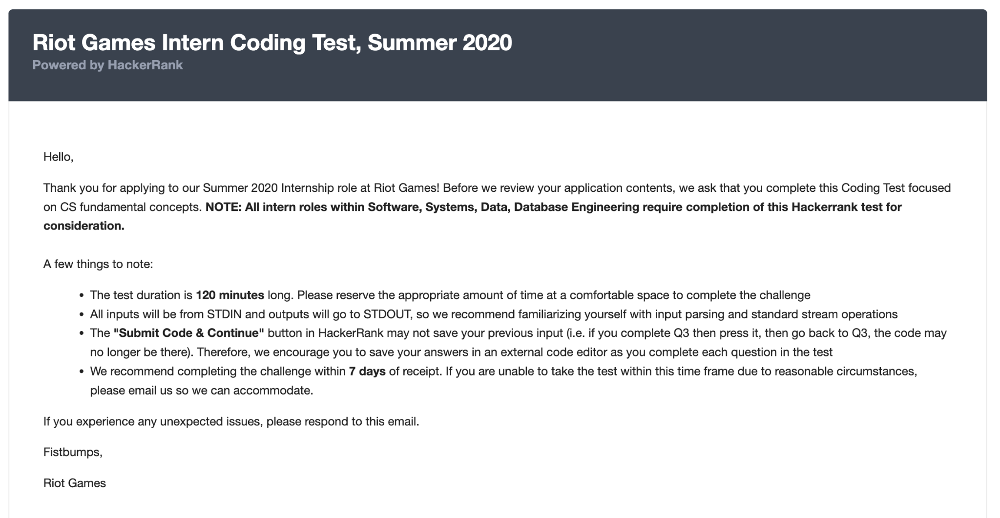 Riot Games Intern Coding Test, Summer 2020
Powered by HackerRank
Hello,
Thank you for applying to our Summer 2020 Internship role at Riot Games! Before we review your application contents, we ask that you complete this Coding Test focused
on CS fundamental concepts. NOTE: All intern roles within Software, Systems, Data, Database Engineering require completion of this Hackerrank test for
consideration.
A few things to note:
• The test duration is 120 minutes long. Please reserve the appropriate amount of time at a comfortable space to complete the challenge
• All inputs will be from STDIN and outputs will go to STDOUT, so we recommend familiarizing yourself with input parsing and standard stream operations
• The "Submit Code & Continue" button in HackerRank may not save your previous input (i.e. if you complete Q3 then press it, then go back to Q3, the code may
no longer be there). Therefore, we encourage you to save your answers in an external code editor as you complete each question in the test
• We recommend completing the challenge within 7 days of receipt. If you are unable to take the test within this time frame due to reasonable circumstances,
please email us so we can accommodate.
If you experience any unexpected issues, please respond to this email.
Fistbumps,
Riot Games